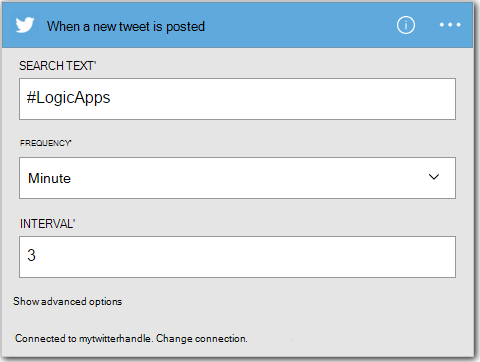 When a new tweet is posted
SEARCH TEXT*
#LogicApps
FREQUENCY*
Minute
INTERVAL*
3
Show advanced options
Connected to mytwitterhandle. Change connection.